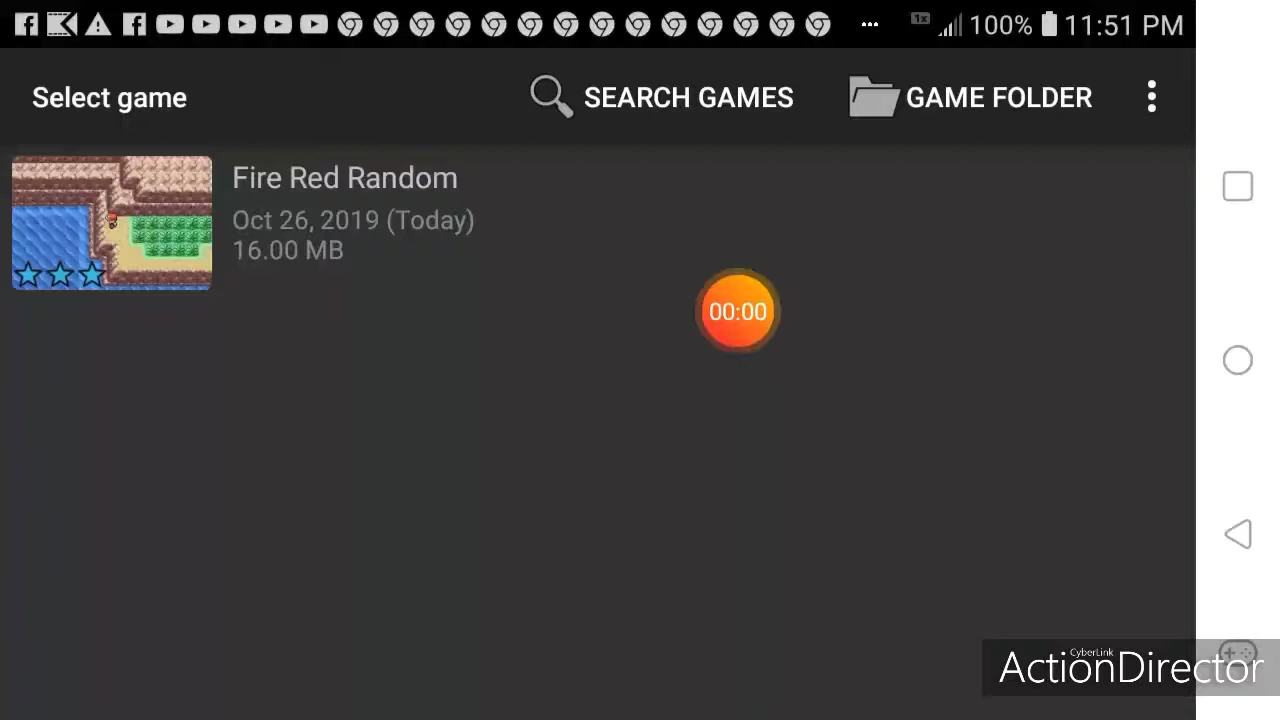 1x 100% 11:51 PM
Select game SEARCH GAMES GAME FOLDER
Fire Red Random
Oct 26, 2019 (Today)
16.00 MB
00:00
CyberLink
ActionDirector